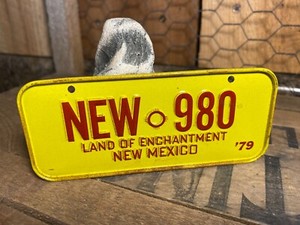 NEW 980
LAND OF ENCHANTMENT
NEW MEXICO '79